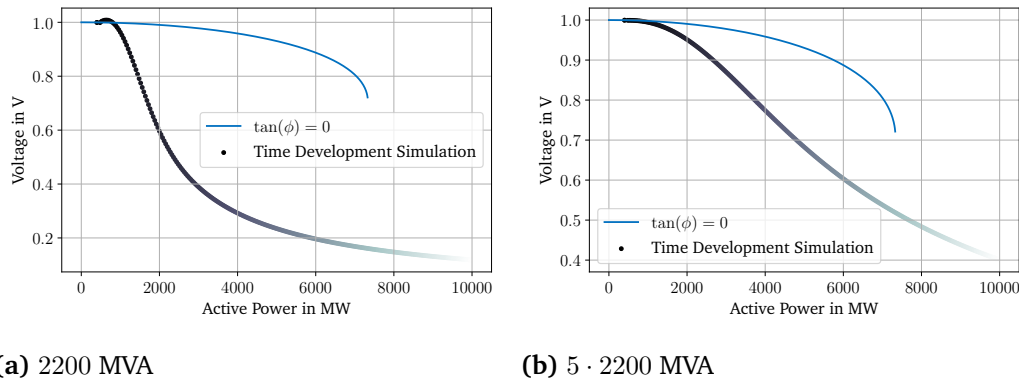 1.0
0.8
0.6
0.4
0.2
Voltage in V
tan(ϕ) = 0
Time Development Simulation
0 2000 4000 6000 8000 10000
Active Power in MW
(a) 2200 MVA
1.0
0.9
0.8
0.7
0.6
0.5
0.4
Voltage in V
tan(ϕ) = 0
Time Development Simulation
0 2000 4000 6000 8000 10000
Active Power in MW
(b) 5 · 2200 MVA